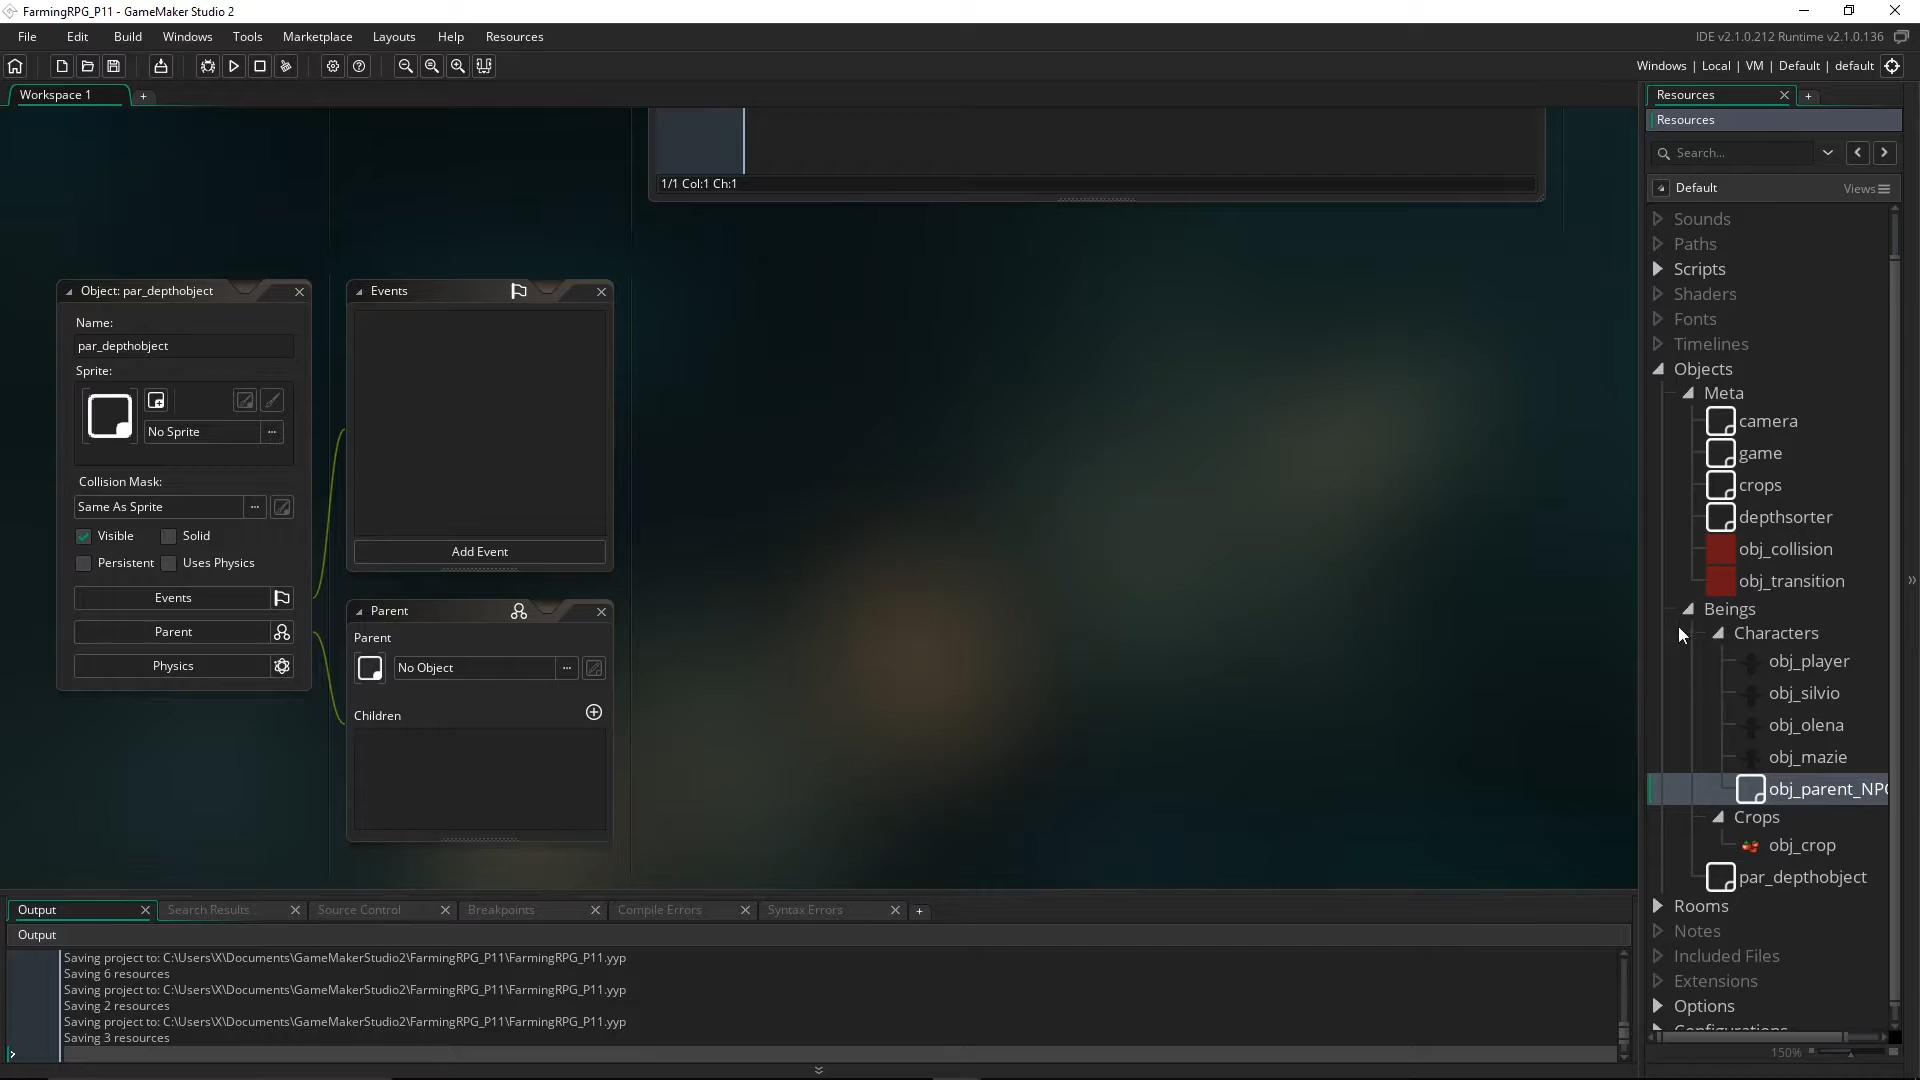 FarmingRPG_P11 - GameMaker Studio 2
File Edit Build Windows Tools Marketplace Layouts Help Resources
IDE v2.1.0.212 Runtime v2.1.0.136
Windows | Local | VM | Default | default
Workspace 1
1/1 Col:1 Ch:1
Object: par_depthobject
Name:
par_depthobject
Sprite:
No Sprite
Collision Mask:
Same As Sprite
Visible Solid
Persistent Uses Physics
Events
Parent
Physics
Events
Add Event
Parent
Parent
No Object
Children
Resources
Resources
Search...
Default Views
Sounds
Paths
Scripts
Shaders
Fonts
Timelines
Objects
Meta
camera
game
crops
depthsorter
obj_collision
obj_transition
Beings
Characters
obj_player
obj_silvio
obj_olena
obj_mazie
obj_parent_NPC
Crops
obj_crop
par_depthobject
Rooms
Notes
Included Files
Extensions
Options
Configurations
150%
Output Search Results Source Control Breakpoints Compile Errors Syntax Errors
Output
Saving project to: C:\Users\X\Documents\GameMakerStudio2\FarmingRPG_P11\FarmingRPG_P11.yyp
Saving 6 resources
Saving project to: C:\Users\X\Documents\GameMakerStudio2\FarmingRPG_P11\FarmingRPG_P11.yyp
Saving 2 resources
Saving project to: C:\Users\X\Documents\GameMakerStudio2\FarmingRPG_P11\FarmingRPG_P11.yyp
Saving 3 resources